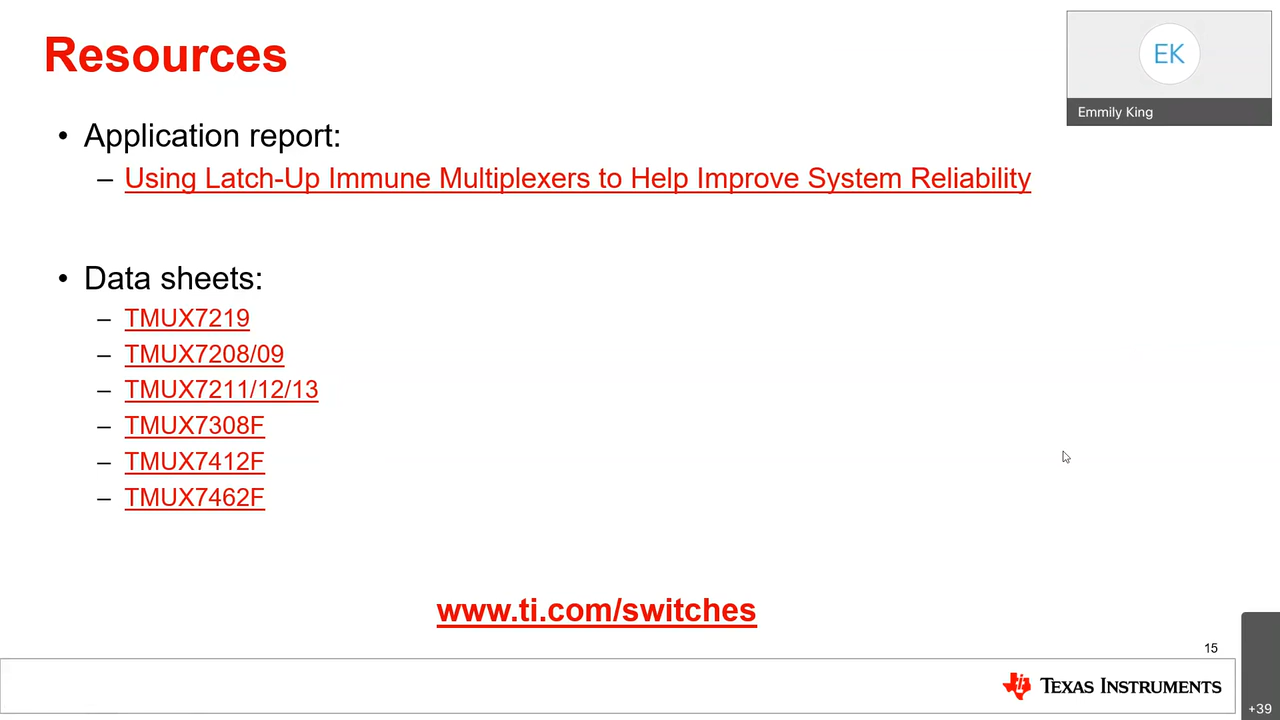 Resources
EK
Emmily King
• Application report:
– Using Latch-Up Immune Multiplexers to Help Improve System Reliability
• Data sheets:
– TMUX7219
– TMUX7208/09
– TMUX7211/12/13
– TMUX7308F
– TMUX7412F
– TMUX7462F
www.ti.com/switches
15
TEXAS INSTRUMENTS
+39